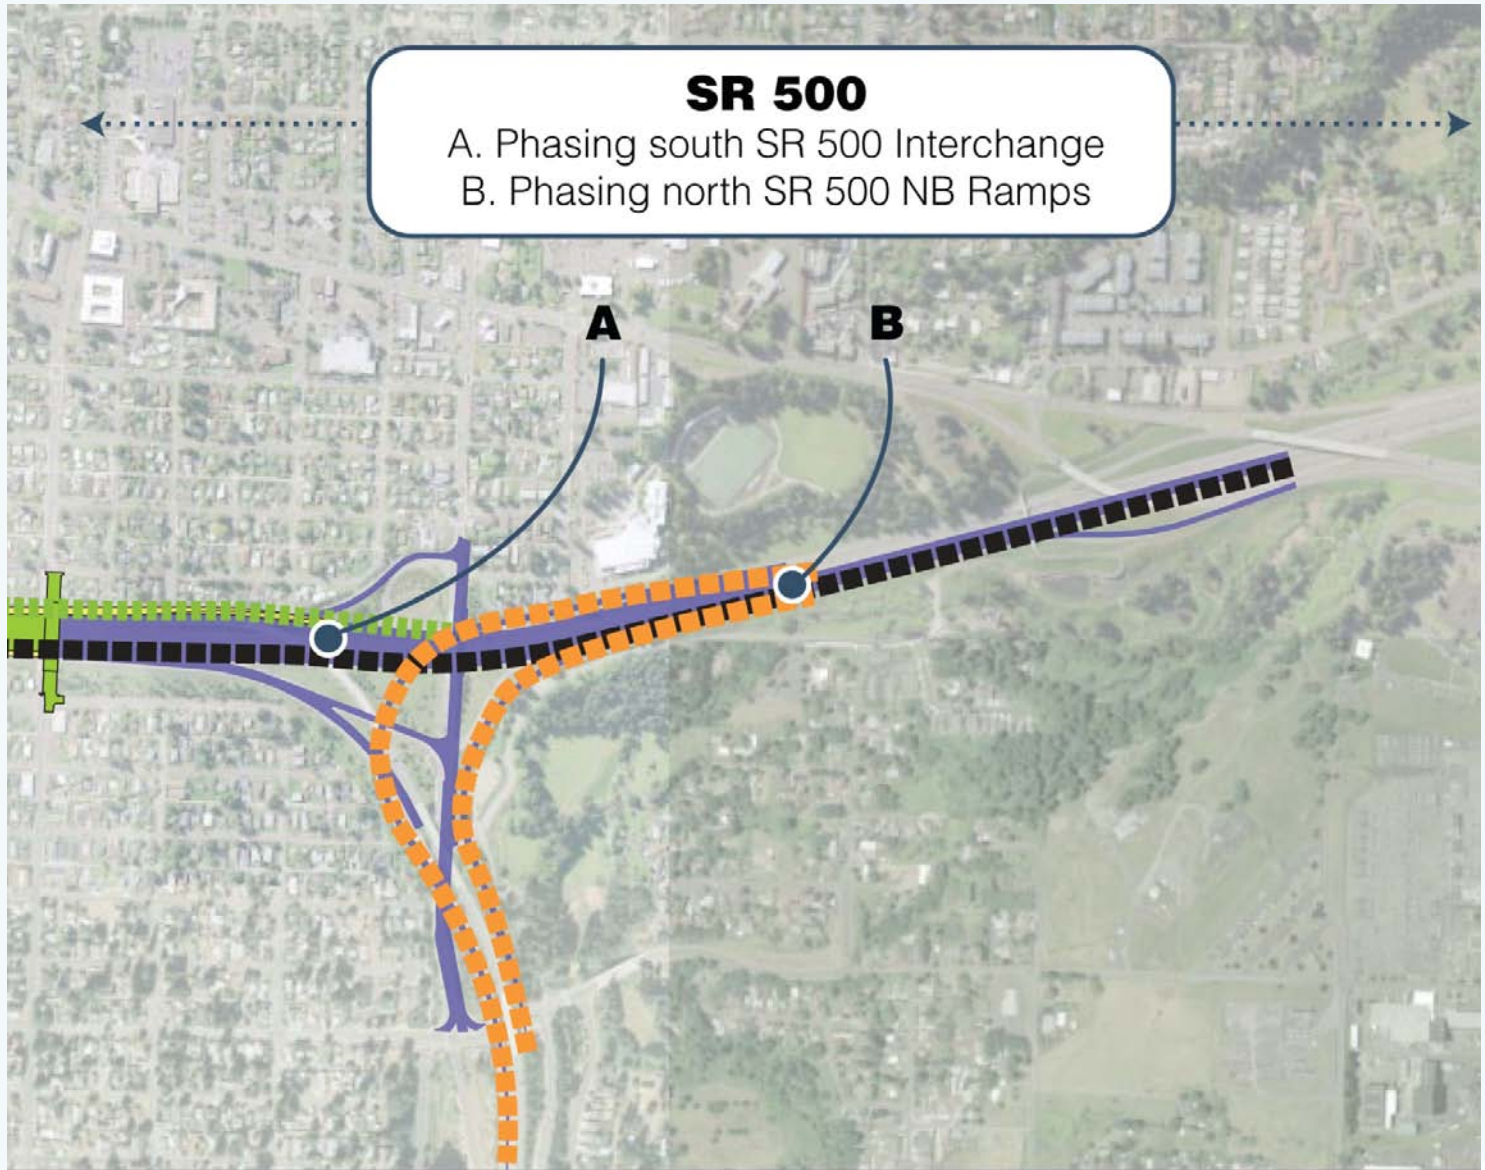 SR 500
A. Phasing south SR 500 Interchange
B. Phasing north SR 500 NB Ramps
A
B